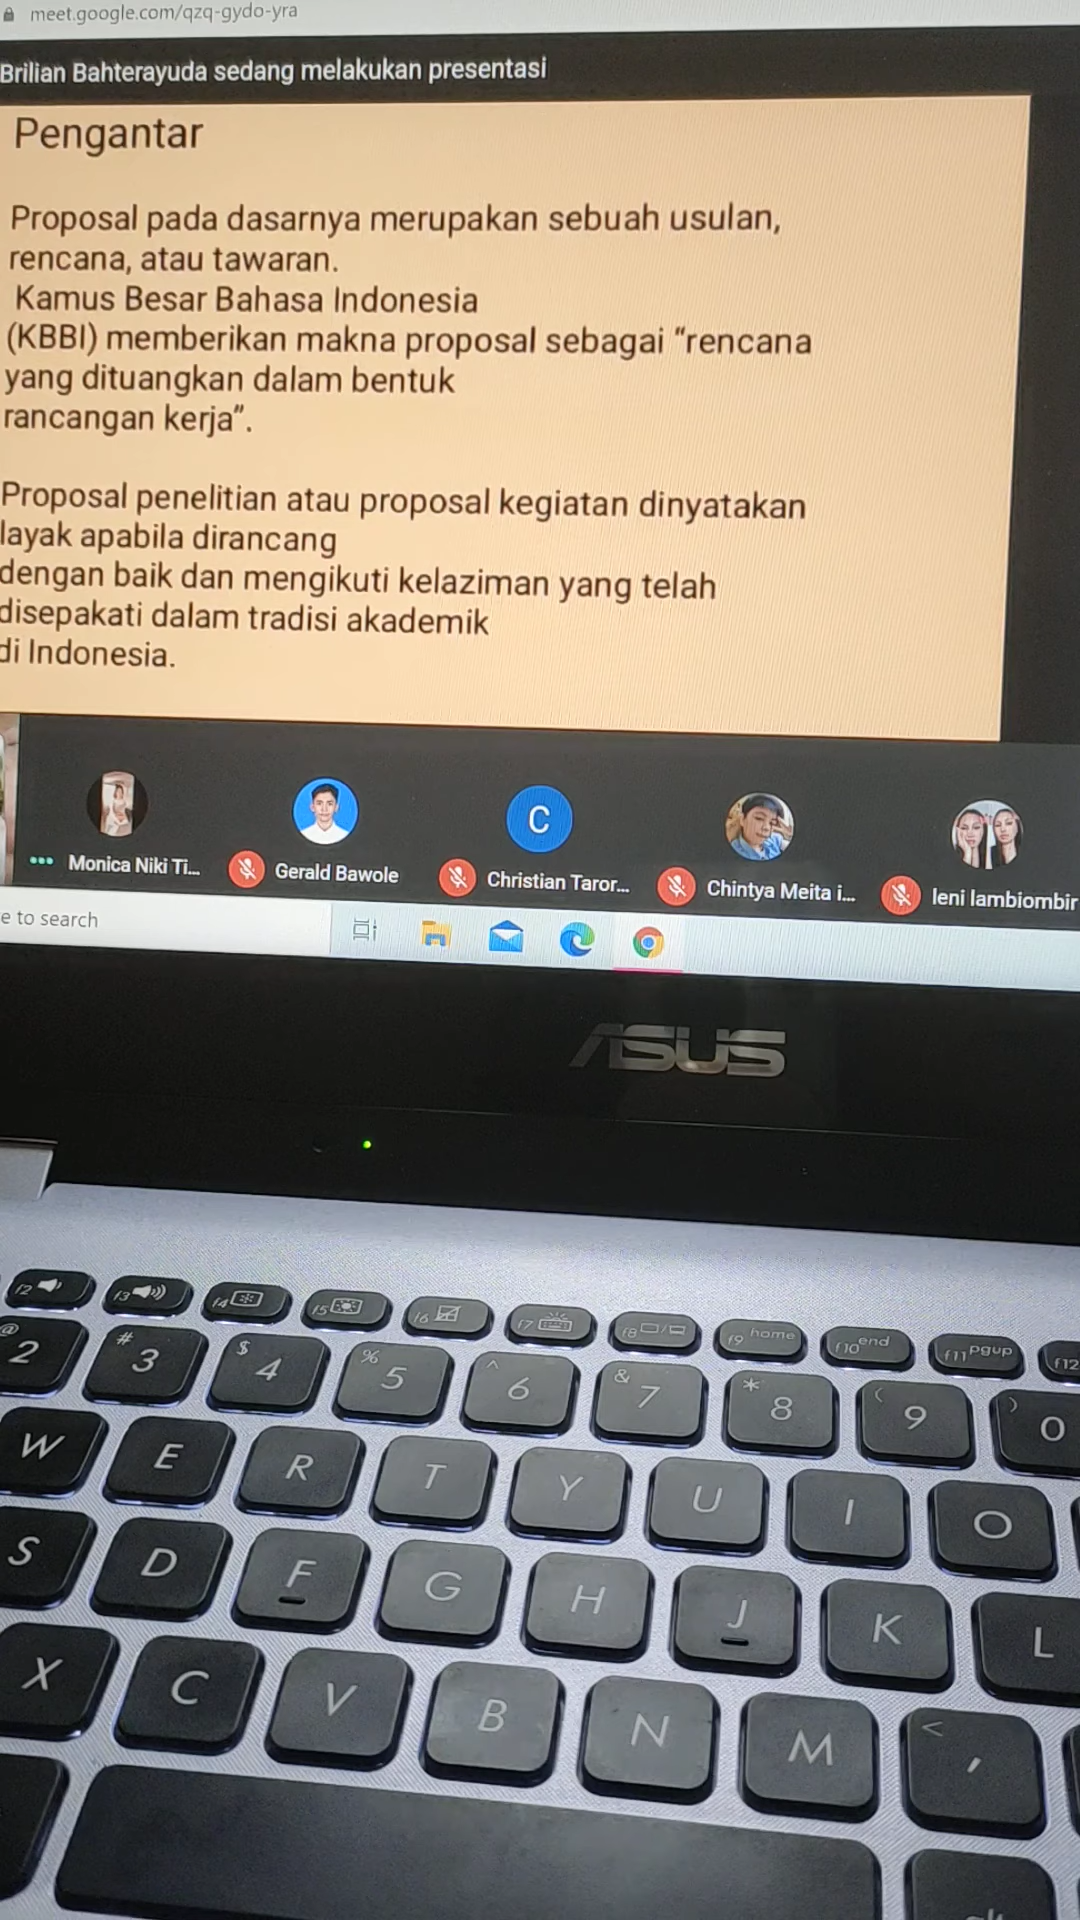 meet.google.com/qzq-gydo-yra
Brilian Bahterayuda sedang melakukan presentasi
Pengantar
Proposal pada dasarnya merupakan sebuah usulan,
rencana, atau tawaran.
Kamus Besar Bahasa Indonesia
(KBBI) memberikan makna proposal sebagai “rencana
yang dituangkan dalam bentuk
rancangan kerja”.
Proposal penelitian atau proposal kegiatan dinyatakan
layak apabila dirancang
dengan baik dan mengikuti kelaziman yang telah
disepakati dalam tradisi akademik
di Indonesia.
Monica Niki Ti... Gerald Bawole C Christian Taror... Chintya Meita i... leni lambiombir
e to search
ASUS
f2 f3 f4 f5 f6 f7 f8 f9 home f10 end f11 pgup f12
@ 2 # 3 $ 4 % 5 ^ 6 & 7 * 8 ( 9 ) 0
W E R T Y U I O
S D F G H J K L
X C V B N M < ,